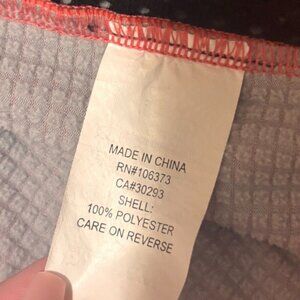 MADE IN CHINA
RN#106373
CA#30293
SHELL:
100% POLYESTER
CARE ON REVERSE